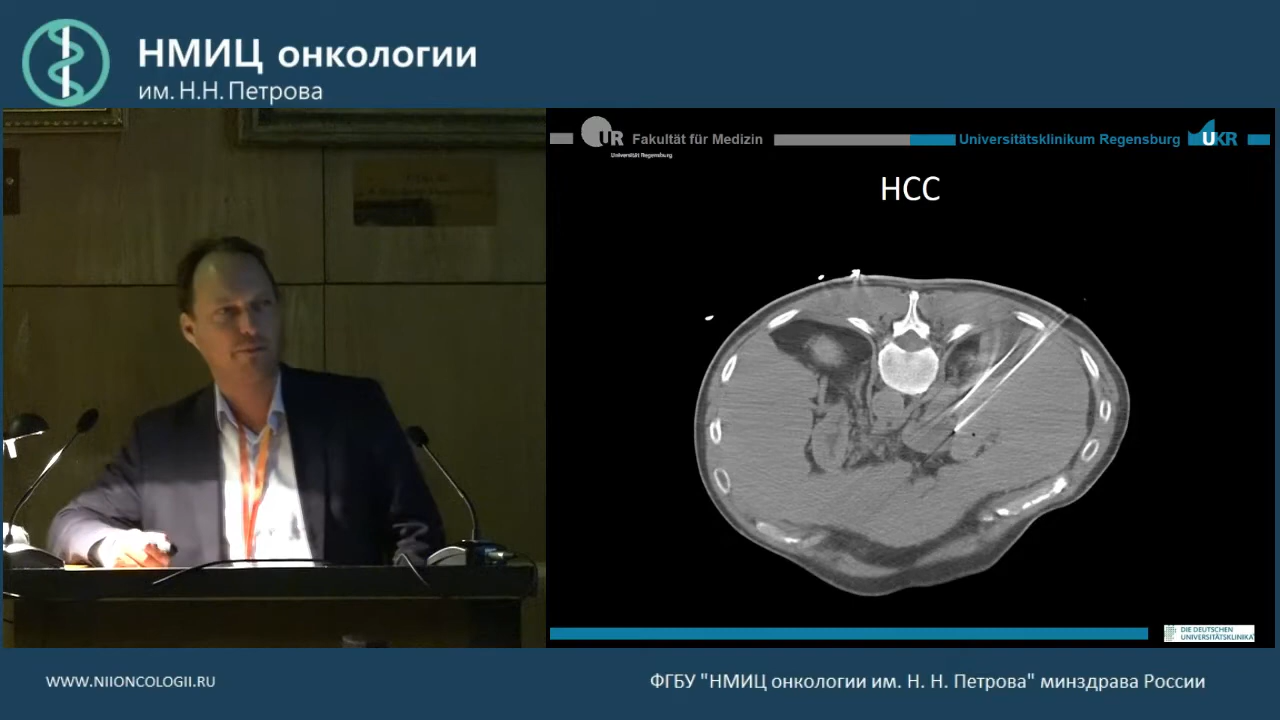 НМИЦ онкологии
им. Н.Н. Петрова
UR Fakultät für Medizin
Universität Regensburg
Universitätsklinikum Regensburg UKR
HCC
DIE DEUTSCHEN
UNIVERSITÄTSKLINIKA
WWW.NIIONCOLOGII.RU
ФГБУ "НМИЦ онкологии им. Н. Н. Петрова" минздрава России